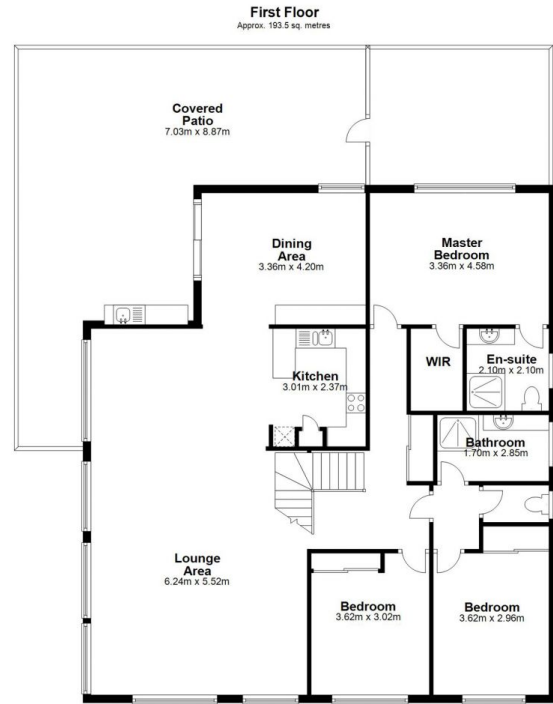 First Floor
Approx. 193.5 sq. metres
Covered
Patio
7.03m x 8.87m
Dining
Area
3.36m x 4.20m
Master
Bedroom
3.36m x 4.58m
Kitchen
3.01m x 2.37m
WIR
En-suite
2.10m x 2.10m
Bathroom
1.70m x 2.85m
Lounge
Area
6.24m x 5.52m
Bedroom
3.62m x 3.02m
Bedroom
3.62m x 2.96m